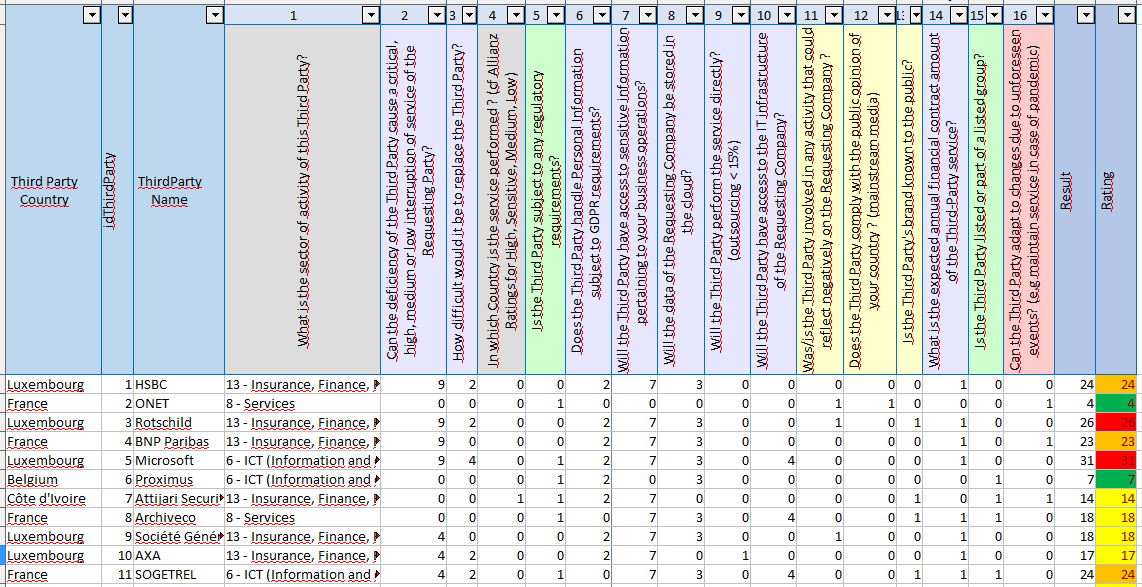 1 2 3 4 5 6 7 8 9 10 11 12 13 14 15 16
Third Party
Country
idThirdParty
ThirdParty
Name
What is the sector of activity of this Third Party?
Can the deficiency of the Third Party cause a critical,
high, medium or low interruption of service of the
Requesting Party?
How difficult would it be to replace the Third Party?
In which Country is the service performed ? (cf Allianz
Ratings for High, Sensitive, Medium, Low)
Is the Third Party subject to any regulatory
requirements?
Does the Third Party handle Personal Information
subject to GDPR requirements?
Will the Third Party have access to sensitive information
pertaining to your business operations?
Will the data of the Requesting Company be stored in
the cloud?
Will the Third Party perform the service directly?
(outsourcing < 15%)
Will the Third Party have access to the IT infrastructure
of the Requesting Company?
Was/is the Third Party involved in any activity that could
reflect negatively on the Requesting Company ?
Does the Third Party comply with the public opinion of
your country ? (mainstream media)
Is the Third Party's brand known to the public?
What is the expected annual financial contract amount
of the Third-Party service?
Is the Third Party listed or part of a listed group?
Can the Third Party adapt to changes due to unforeseen
events? (e.g maintain service in case of pandemic)
Result
Rating
Luxembourg 1 HSBC 13 - Insurance, Finance, 9 2 0 0 2 7 3 0 0 0 0 0 1 0 0 24 24
France 2 ONET 8 - Services 0 0 0 1 0 0 0 0 0 1 1 0 0 0 1 4 4
Luxembourg 3 Rotschild 13 - Insurance, Finance, 9 2 0 0 2 7 3 0 0 1 0 1 1 0 0 26 26
France 4 BNP Paribas 13 - Insurance, Finance, 9 0 0 0 2 7 3 0 0 0 0 0 1 0 1 23 23
Luxembourg 5 Microsoft 6 - ICT (Information and 9 4 0 1 2 7 3 0 4 0 0 0 1 0 0 31 31
Belgium 6 Proximus 6 - ICT (Information and 0 0 0 1 2 0 3 0 0 0 0 0 0 1 0 7 7
Côte d'Ivoire 7 Attijari Securi 13 - Insurance, Finance, 0 0 1 1 2 7 0 0 0 0 0 1 0 1 1 14 14
France 8 Archiveco 8 - Services 0 0 0 1 0 7 3 0 4 0 0 1 1 1 0 18 18
Luxembourg 9 Société Géné 13 - Insurance, Finance, 4 0 0 0 2 7 3 0 0 1 0 0 1 0 0 18 18
Luxembourg 10 AXA 13 - Insurance, Finance, 4 2 0 0 2 7 0 1 0 0 0 0 1 0 0 17 17
France 11 SOGETREL 6 - ICT (Information and 4 2 0 1 0 7 3 0 4 0 0 1 1 1 0 24 24